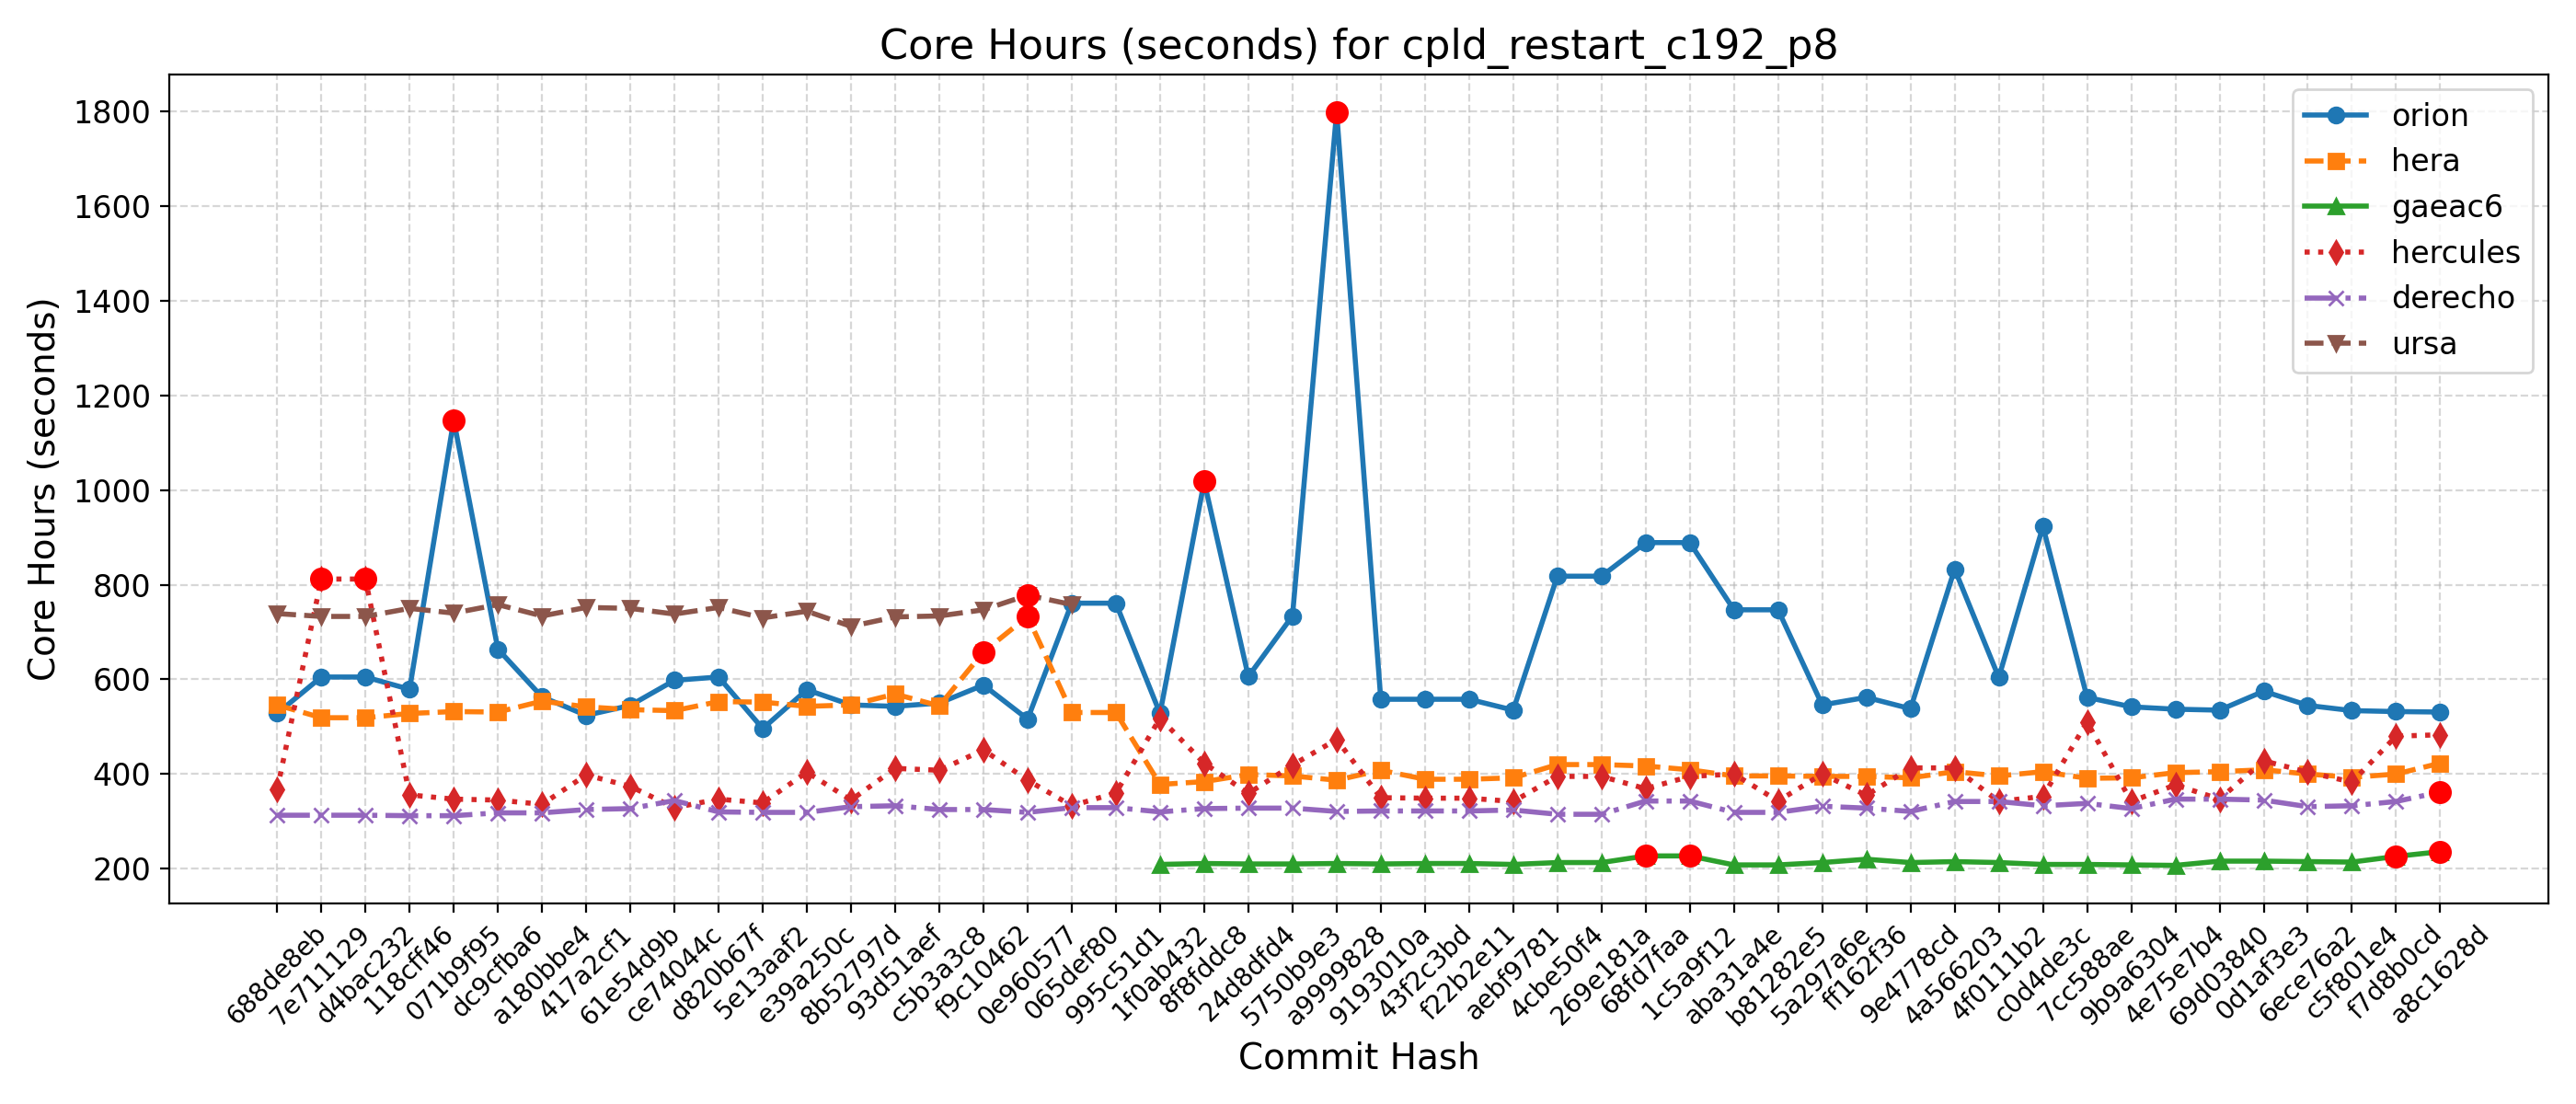 Core Hours (seconds) for cpld_restart_c192_p8
Core Hours (seconds)
1800
1600
1400
1200
1000
800
600
400
200
orion
hera
gaeac6
hercules
derecho
ursa
688de8eb
7e711129
d4bac232
118cff46
071b9f95
dc9cfba6
a180bbe4
417a2cf1
61e54d9b
ce74044c
d820b67f
5e13aaf2
e39a250c
8b52797d
93d51aef
c5b3a3c8
f9c10462
0e960577
065def80
995c51d1
1f0ab432
8f8fddc8
24d8dfd4
5750b9e3
a9999828
9193010a
43f2c3bd
f22b2e11
aebf9781
4cbe50f4
269e181a
68fd7faa
1c5a9f12
aba31a4e
b81282e5
5a297a6e
ff162f36
9e4778cd
4a566203
4f0111b2
c0d4de3c
7cc588ae
9b9a6304
4e75e7b4
69d03840
0d1af3e3
6ece76a2
c5f801e4
f7d8b0cd
a8c1628d
Commit Hash